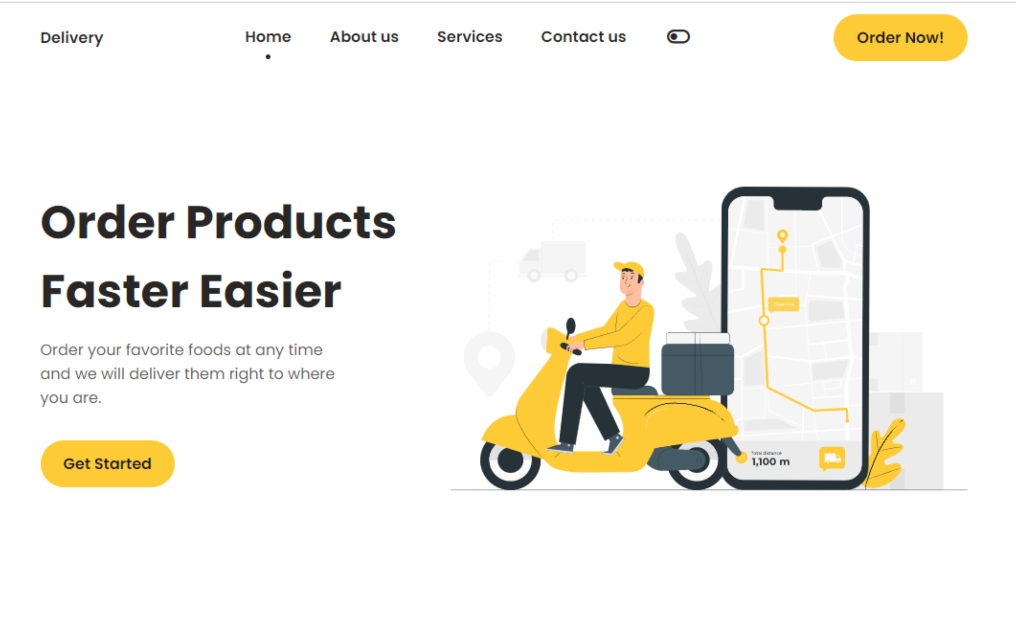 Delivery
Home
About us
Services
Contact us
Order Now!
Order Products
Faster Easier
Order your favorite foods at any time
and we will deliver them right to where
you are.
Get Started
Total distance
1,100 m